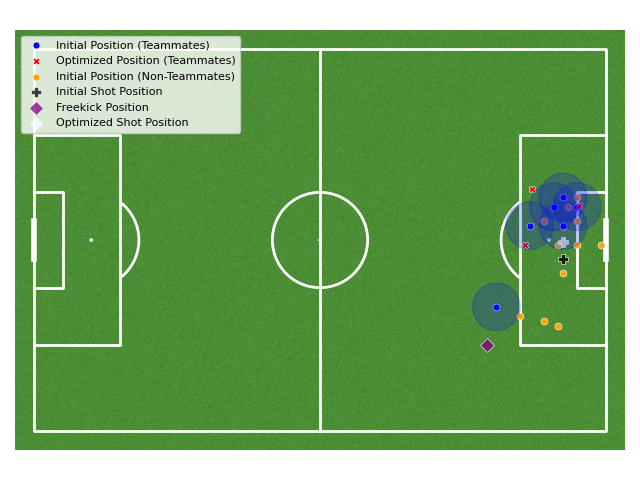 Initial Position (Teammates)
Optimized Position (Teammates)
Initial Position (Non-Teammates)
Initial Shot Position
Freekick Position
Optimized Shot Position